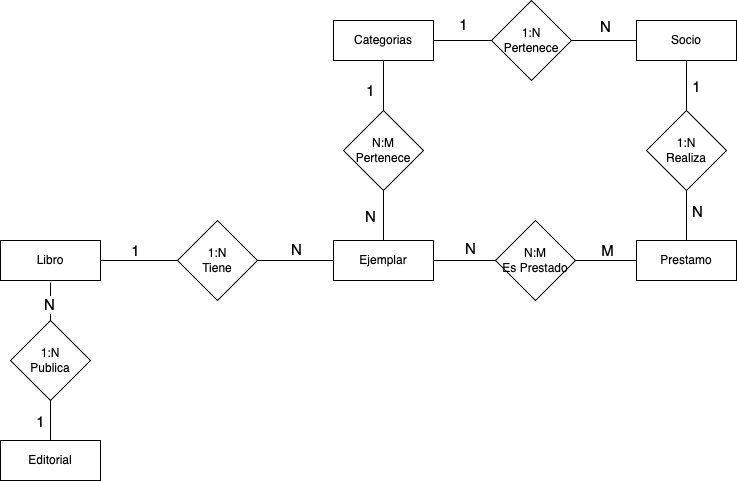 1:N
Pertenece
1
N
Categorias
Socio
1
1
N:M
Pertenece
1:N
Realiza
N
N
1:N
Tiene
1
N
Libro
Ejemplar
N
N:M
Es Prestado
M
Prestamo
N
1:N
Publica
1
Editorial